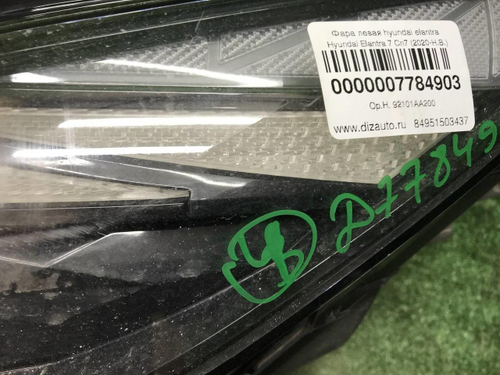 Фара левая hyundai elantra
Hyundai Elantra 7 Cn7 (2020-Н.В.)
0000007784903
Ор.Н. 92101AA200
www.dizauto.ru 84951503437
D77849